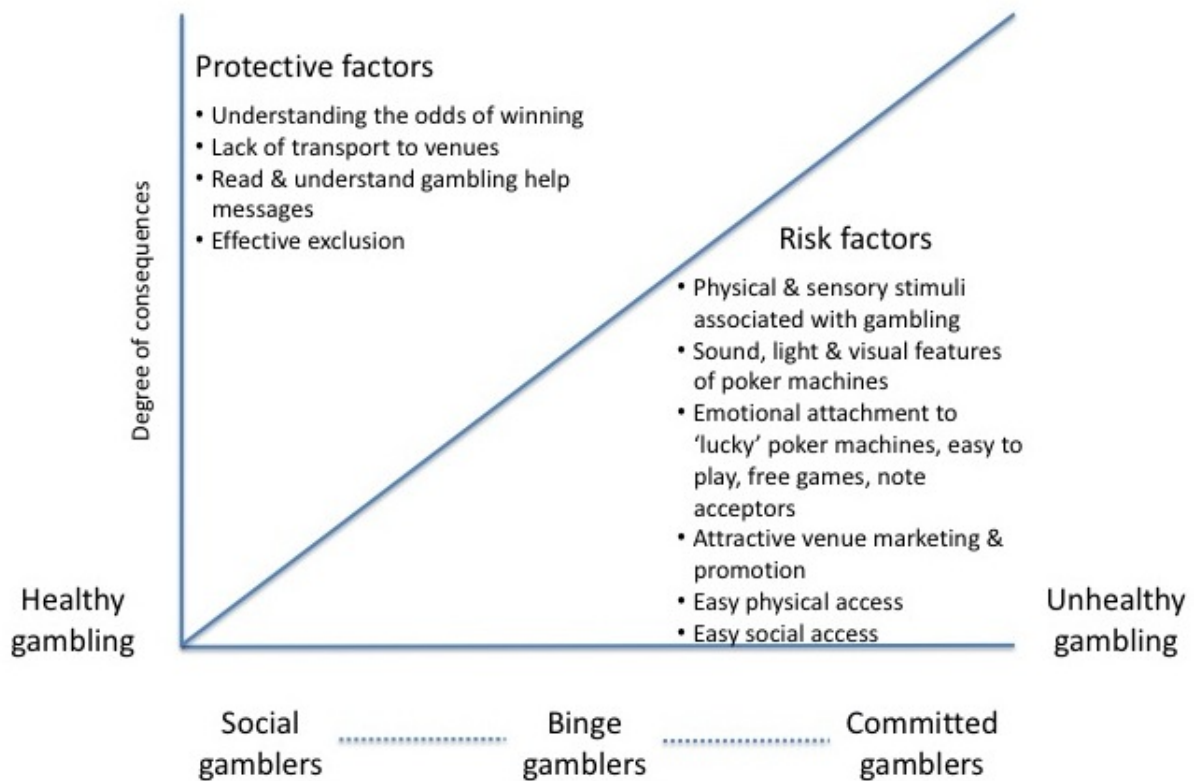 Protective factors
• Understanding the odds of winning
• Lack of transport to venues
• Read & understand gambling help
messages
• Effective exclusion
Degree of consequences
Risk factors
• Physical & sensory stimuli
associated with gambling
• Sound, light & visual features
of poker machines
• Emotional attachment to
‘lucky’ poker machines, easy to
play, free games, note
acceptors
• Attractive venue marketing &
promotion
• Easy physical access
• Easy social access
Healthy
gambling
Unhealthy
gambling
Social
gamblers
Binge
gamblers
Committed
gamblers